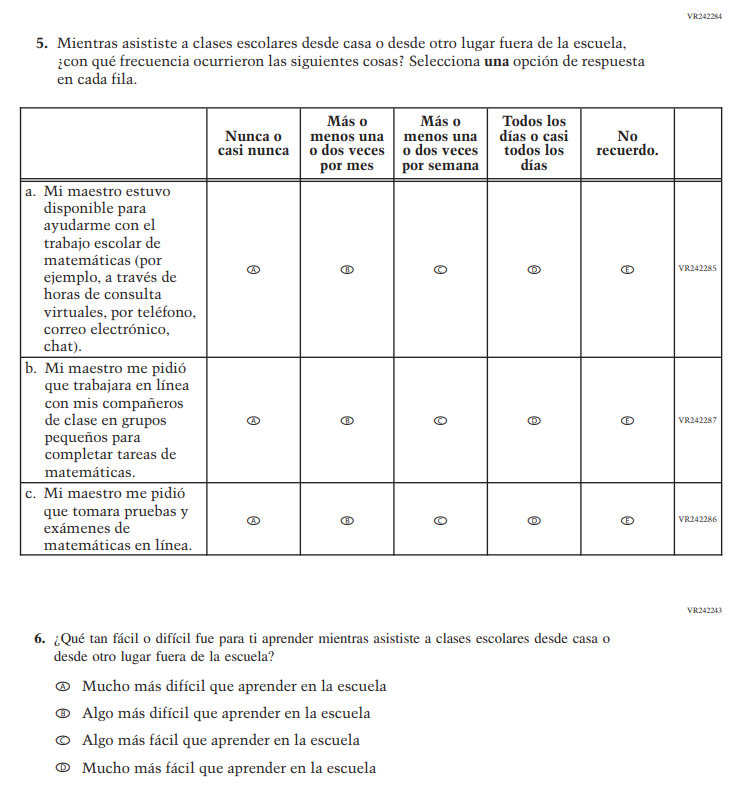 VR242284
5. Mientras asististe a clases escolares desde casa o desde otro lugar fuera de la escuela,
¿con qué frecuencia ocurrieron las siguientes cosas? Selecciona una opción de respuesta
en cada fila.
Nunca o
casi nunca
Más o
menos una
o dos veces
por mes
Más o
menos una
o dos veces
por semana
Todos los
días o casi
todos los
días
No
recuerdo.
a. Mi maestro estuvo
disponible para
ayudarme con el
trabajo escolar de
matemáticas (por
ejemplo, a través de
horas de consulta
virtuales, por teléfono,
correo electrónico,
chat).
A B C D E VR242285
b. Mi maestro me pidió
que trabajara en línea
con mis compañeros
de clase en grupos
pequeños para
completar tareas de
matemáticas.
A B C D E VR242287
c. Mi maestro me pidió
que tomara pruebas y
exámenes de
matemáticas en línea.
A B C D E VR242286
VR242243
6. ¿Qué tan fácil o difícil fue para ti aprender mientras asististe a clases escolares desde casa o
desde otro lugar fuera de la escuela?
A Mucho más difícil que aprender en la escuela
B Algo más difícil que aprender en la escuela
C Algo más fácil que aprender en la escuela
D Mucho más fácil que aprender en la escuela